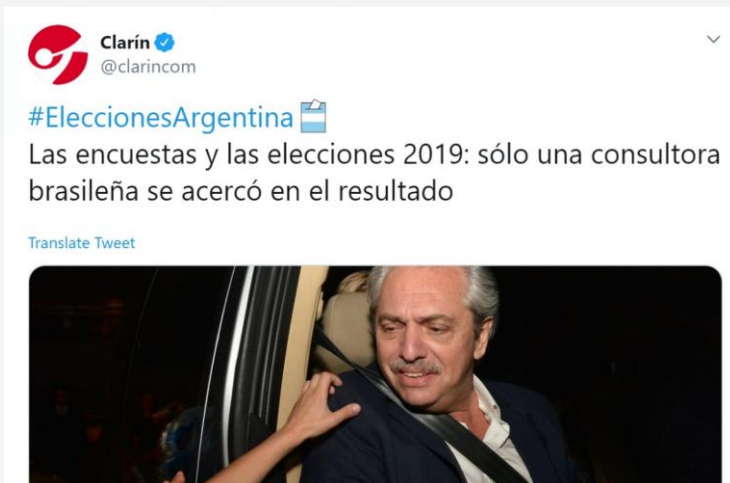 Clarín
@clarincom
#EleccionesArgentina
Las encuestas y las elecciones 2019: sólo una consultora
brasileña se acercó en el resultado
Translate Tweet